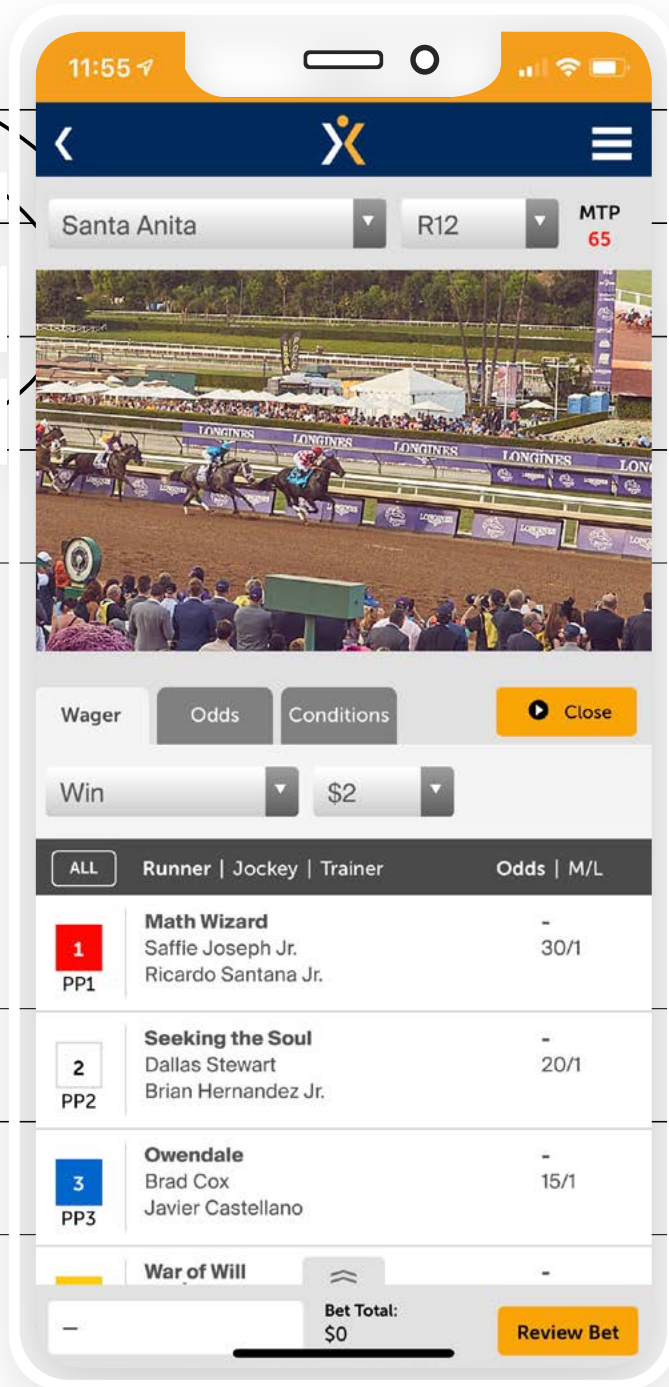 11:55
Santa Anita R12 MTP
65
LONGINES LONGINES LONGINES LONGINES LON
Wager Odds Conditions Close
Win $2
ALL Runner | Jockey | Trainer Odds | M/L
Math Wizard -
1 Saffie Joseph Jr. 30/1
PP1 Ricardo Santana Jr.
Seeking the Soul -
2 Dallas Stewart 20/1
PP2 Brian Hernandez Jr.
Owendale -
3 Brad Cox 15/1
PP3 Javier Castellano
War of Will -
– Bet Total:
$0 Review Bet